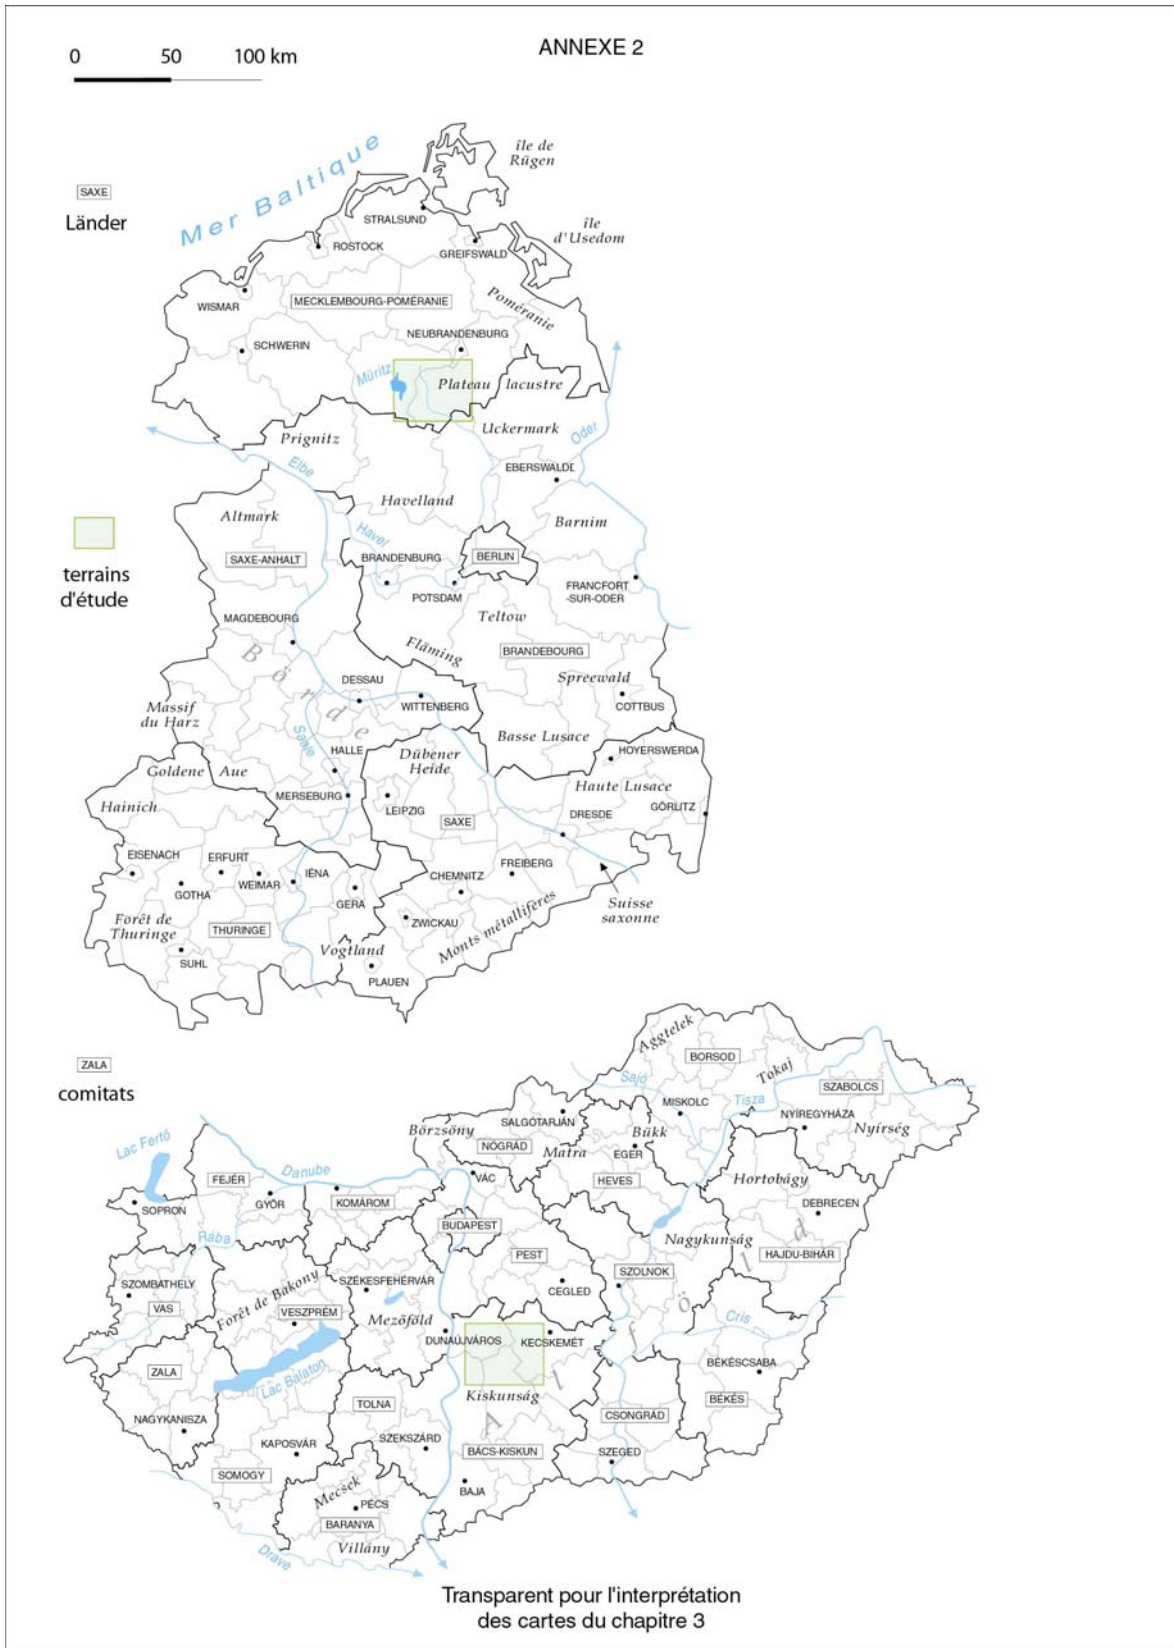 ANNEXE 2
0 50 100 km
SAXE
Länder
terrains
d'étude
Mer Baltique
île de
Rügen
île
d'Usedom
STRALSUND
ROSTOCK
GREIFSWALD
WISMAR
MECKLEMBOURG-POMÉRANIE
Poméranie
SCHWERIN
NEUBRANDENBURG
Müritz
Plateau lacustre
Prignitz
Uckermark
Oder
Elbe
EBERSWALDE
Havelland
Altmark
Barnim
Havel
SAXE-ANHALT
BRANDENBURG
BERLIN
POTSDAM
FRANCFORT
-SUR-ODER
MAGDEBOURG
Teltow
Börde
Fläming
BRANDEBOURG
DESSAU
Spreewald
WITTENBERG
COTTBUS
Massif
du Harz
Saale
HALLE
Basse Lusace
Dübener
Heide
HOYERSWERDA
Goldene Aue
Haute Lusace
Hainich
MERSEBURG
LEIPZIG
SAXE
DRESDE
GÖRLITZ
EISENACH
ERFURT
GOTHA
WEIMAR
IÉNA
GERA
CHEMNITZ
FREIBERG
Forêt de
Thuringe
THURINGE
ZWICKAU
Monts métallifères
Suisse
saxonne
SUHL
Vogtland
PLAUEN
ZALA
comitats
Aggtelek
BORSOD
Tokaj
SZABOLCS
Sajó
MISKOLC
Tisza
NYÍREGYHÁZA
Nyírség
SALGÓTARJÁN
Börzsöny
NÓGRÁD
Matra
Bükk
EGER
HEVES
Lac Fertő
FEJÉR
Danube
VÁC
Hortobágy
SOPRON
GYÖR
KOMÁROM
DEBRECEN
Rába
BUDAPEST
Nagykunság
HAJDU-BIHÁR
PEST
SZOMBATHELY
VAS
Forêt de Bakony
VESZPRÉM
SZÉKESFEHÉRVÁR
Mezőföld
CEGLED
SZOLNOK
Cris
DUNAÚJVÁROS
KECSKEMÉT
ZALA
Lac Balaton
BÉKÉSCSABA
Kiskunság
Alföld
BÉKÉS
NAGYKANISZA
TOLNA
CSONGRÁD
KAPOSVÁR
SZEKSZÁRD
BÁCS-KISKUN
SZEGED
SOMOGY
Mecsek
PÉCS
BAJA
BARANYA
Villány
Drave
Transparent pour l'interprétation
des cartes du chapitre 3